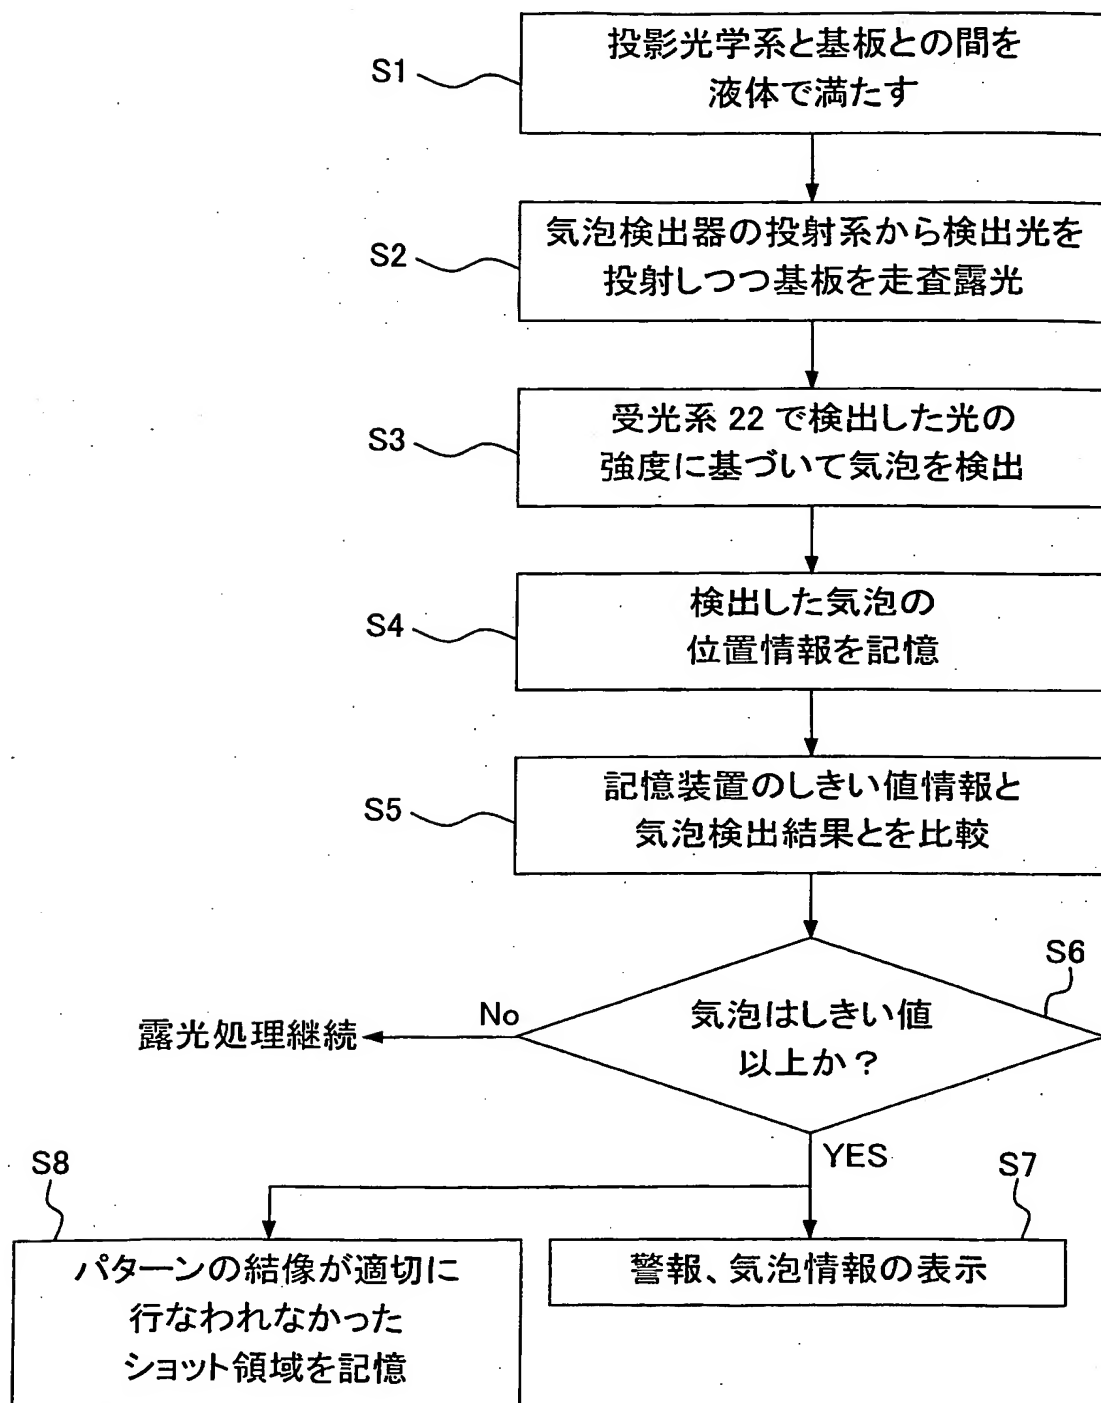 S1
投影光学系と基板との間を
液体で満たす
S2
気泡検出器の投射系から検出光を
投射しつつ基板を走査露光
S3
受光系 22 で検出した光の
強度に基づいて気泡を検出
S4
検出した気泡の
位置情報を記憶
S5
記憶装置のしきい値情報と
気泡検出結果とを比較
S6
気泡はしきい値
以上か？
No
露光処理継続
YES
S8
パターンの結像が適切に
行なわれなかった
ショット領域を記憶
S7
警報、気泡情報の表示